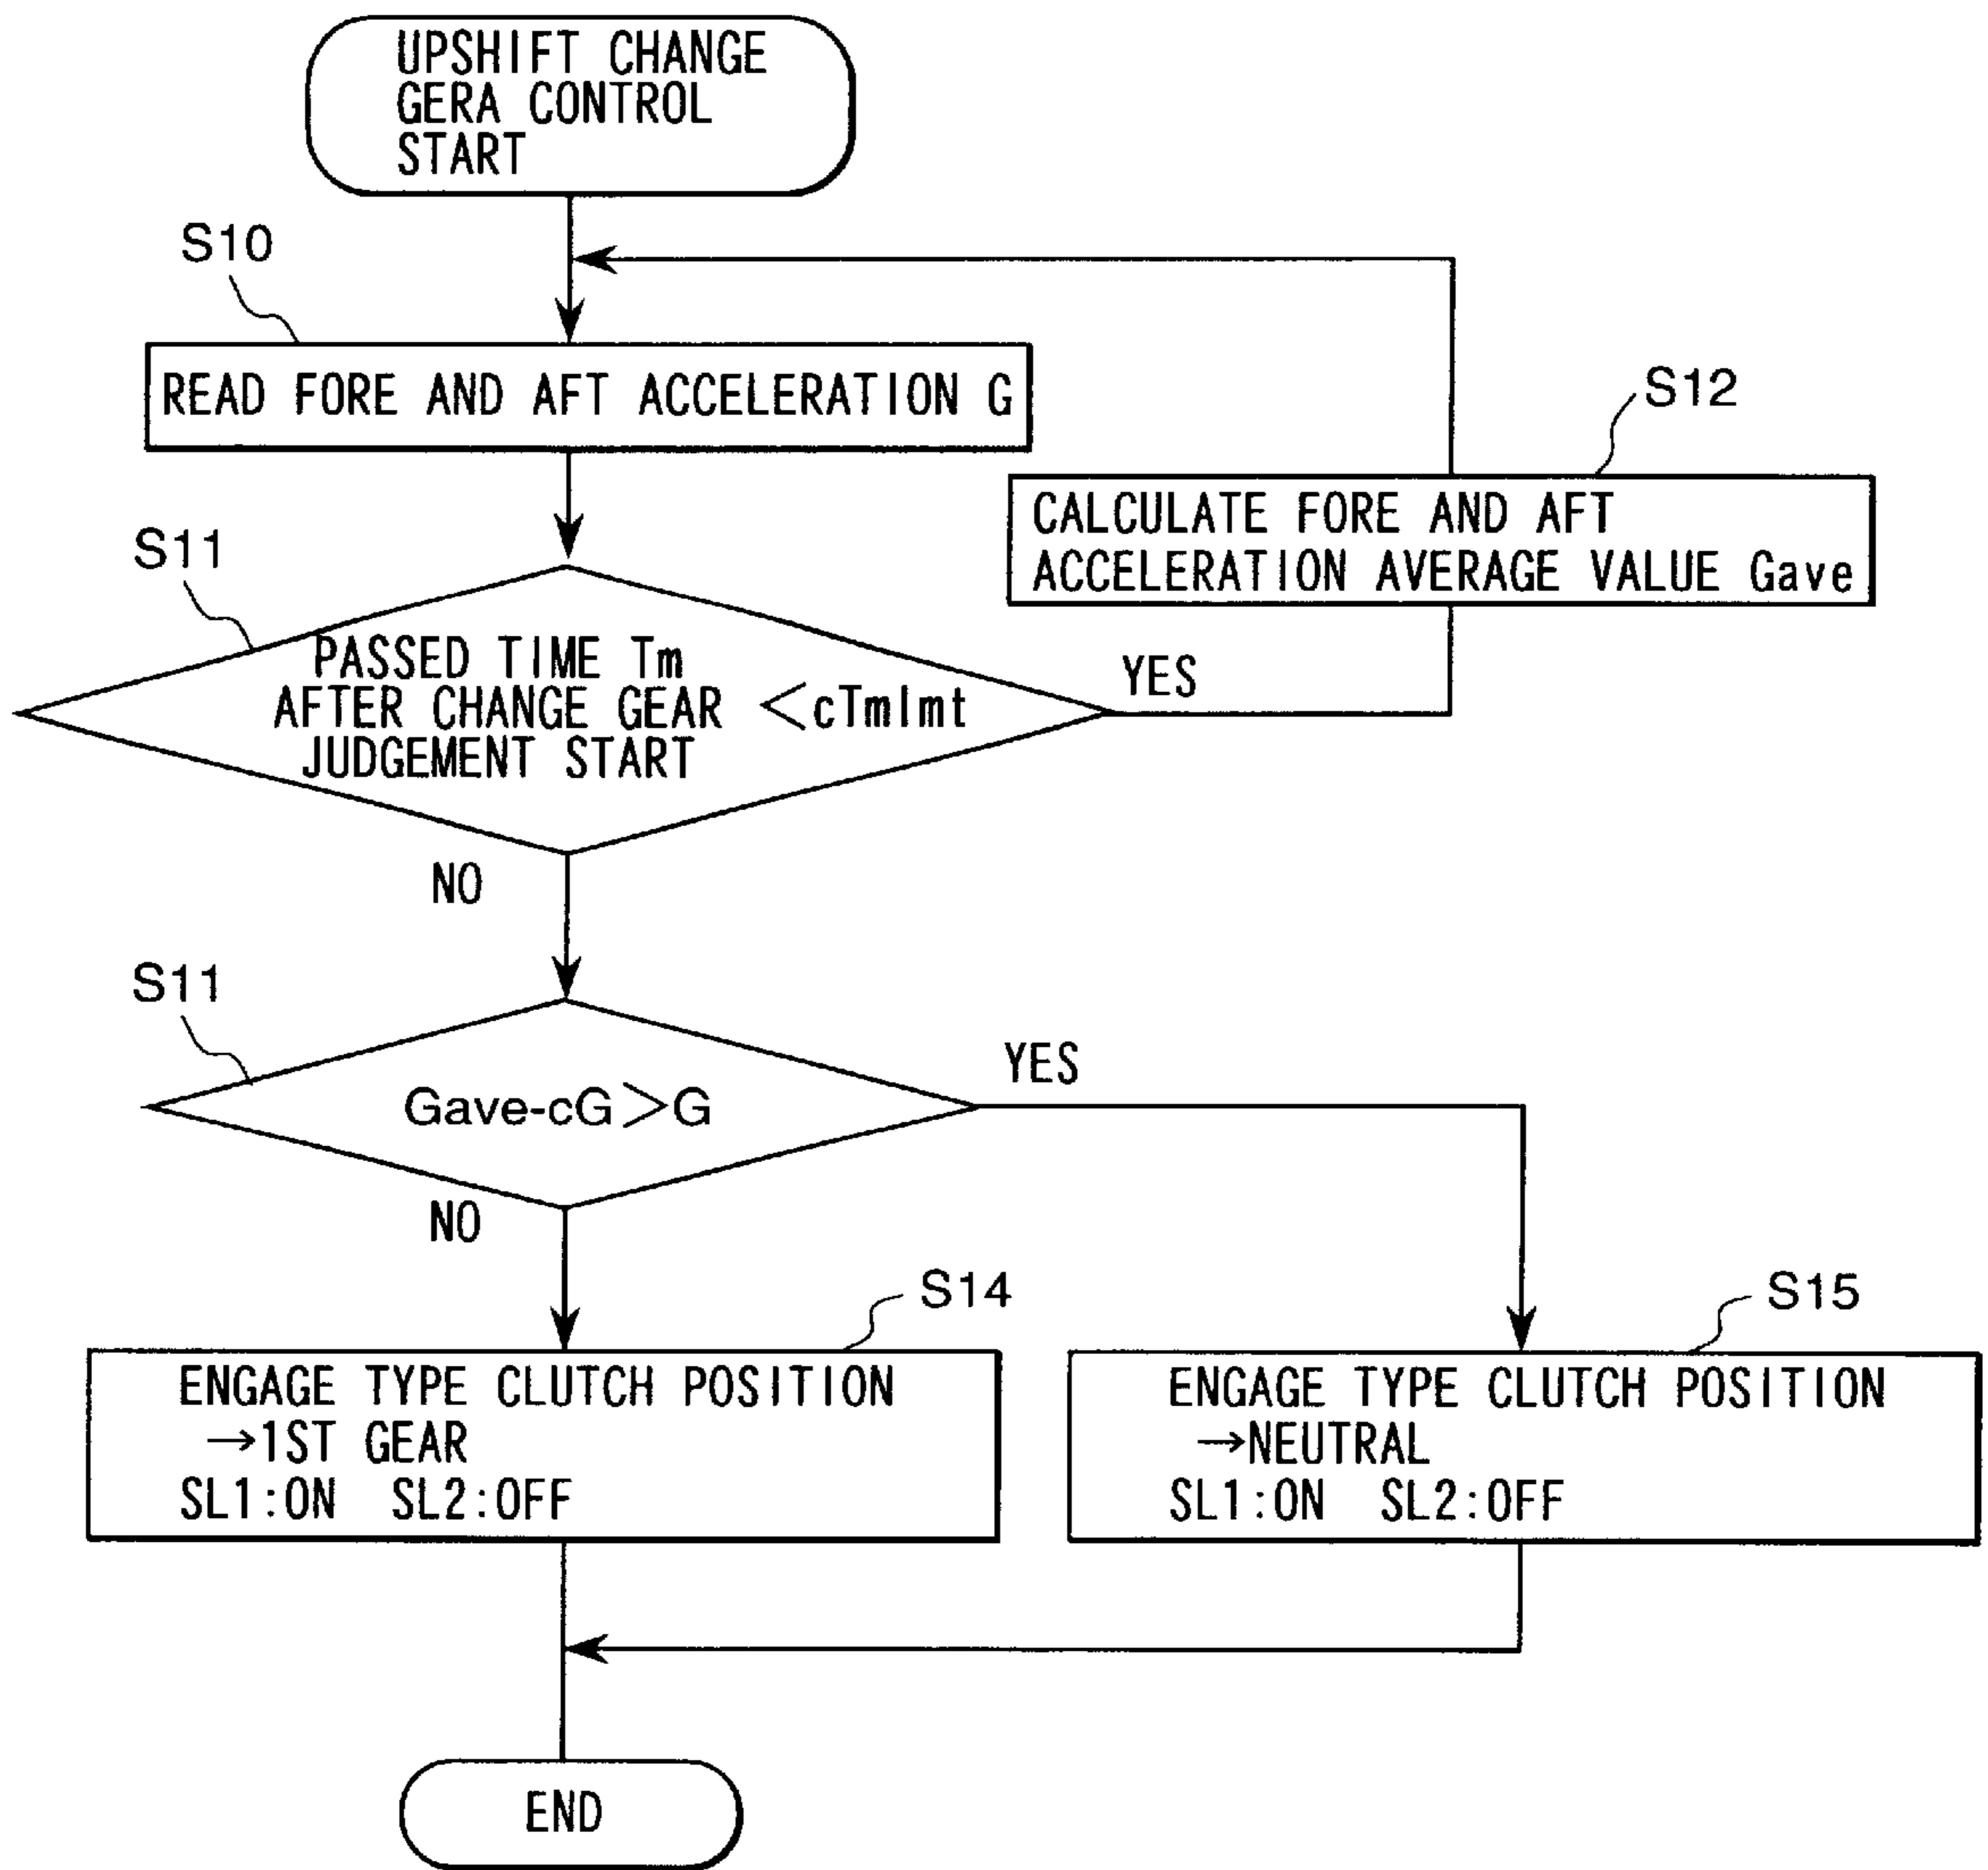 UPSHIFT CHANGE
GERA CONTROL
START
S10
READ FORE AND AFT ACCELERATION G
S12
CALCULATE FORE AND AFT
ACCELERATION AVERAGE VALUE Gave
S11
PASSED TIME Tm
AFTER CHANGE GEAR <cTmlmt
JUDGEMENT START
YES
NO
S11
Gave-cG>G
YES
NO
S14
ENGAGE TYPE CLUTCH POSITION
→1ST GEAR
SL1:ON SL2:OFF
S15
ENGAGE TYPE CLUTCH POSITION
→NEUTRAL
SL1:ON SL2:OFF
END